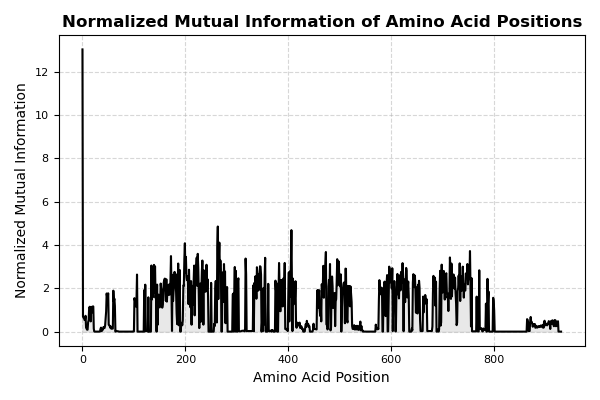 Normalized Mutual Information of Amino Acid Positions
Normalized Mutual Information
12
10
8
6
4
2
0
0 200 400 600 800
Amino Acid Position